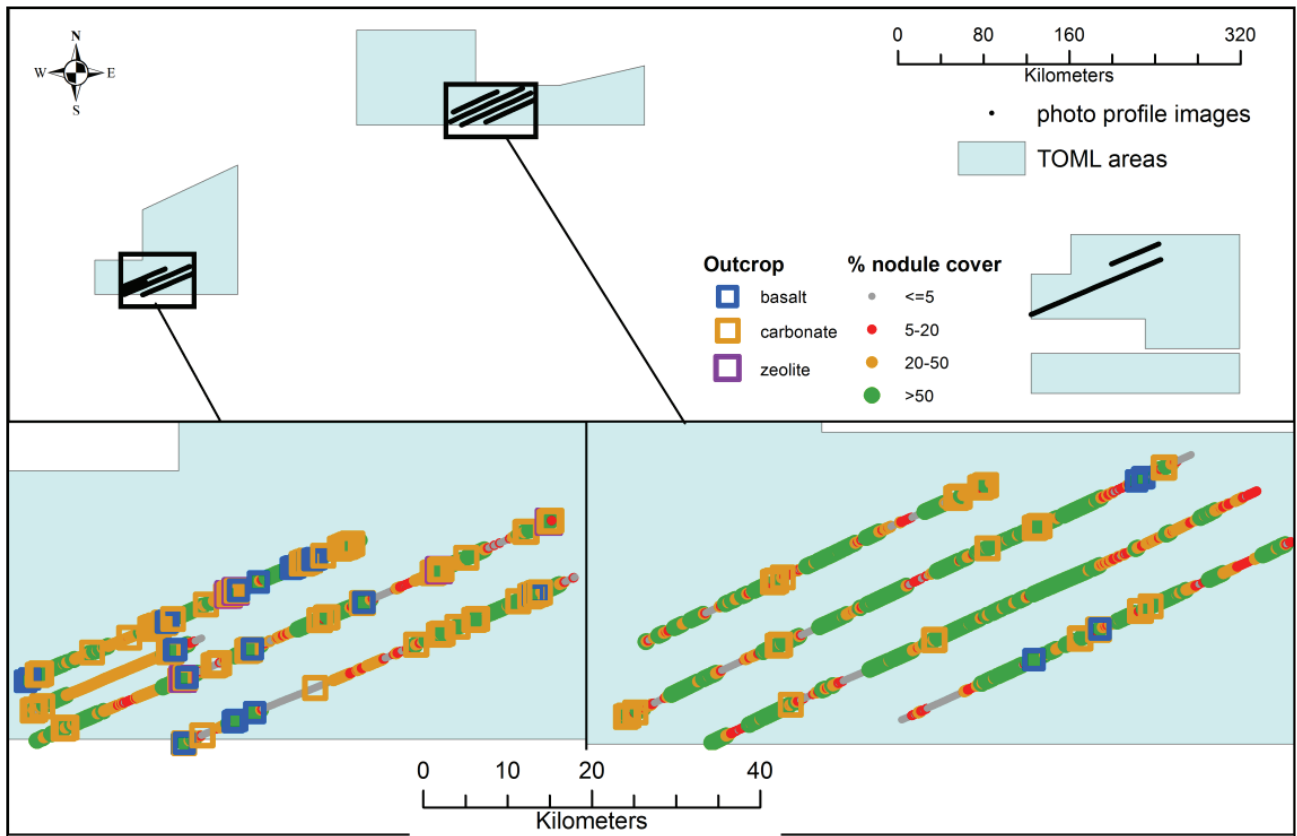 N
W E
S
0 80 160 320
Kilometers
photo profile images
TOML areas
Outcrop
basalt
carbonate
zeolite
% nodule cover
<=5
5-20
20-50
>50
0 10 20 40
Kilometers